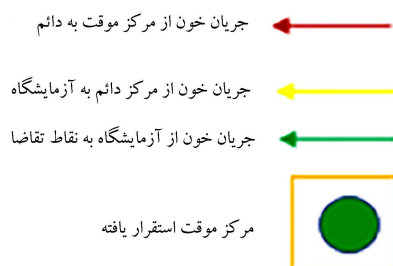 جریان خون از مرکز موقت به دائم
جریان خون از مرکز دائم به آزمایشگاه
جریان خون از آزمایشگاه به نقاط تقاضا
مرکز موقت استقرار یافته